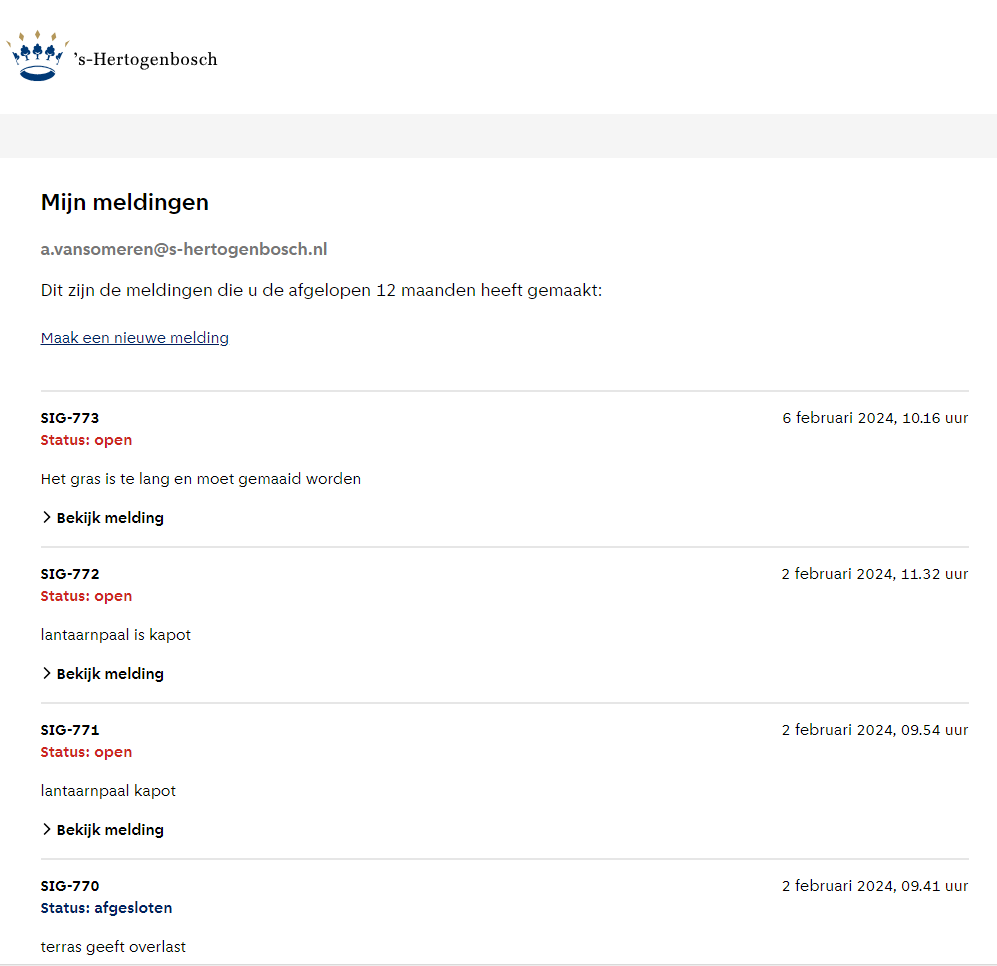 's-Hertogenbosch
Mijn meldingen
a.vansomeren@s-hertogenbosch.nl
Dit zijn de meldingen die u de afgelopen 12 maanden heeft gemaakt:
Maak een nieuwe melding
SIG-773 6 februari 2024, 10.16 uur
Status: open
Het gras is te lang en moet gemaaid worden
Bekijk melding
SIG-772 2 februari 2024, 11.32 uur
Status: open
lantaarnpaal is kapot
Bekijk melding
SIG-771 2 februari 2024, 09.54 uur
Status: open
lantaarnpaal kapot
Bekijk melding
SIG-770 2 februari 2024, 09.41 uur
Status: afgesloten
terras geeft overlast